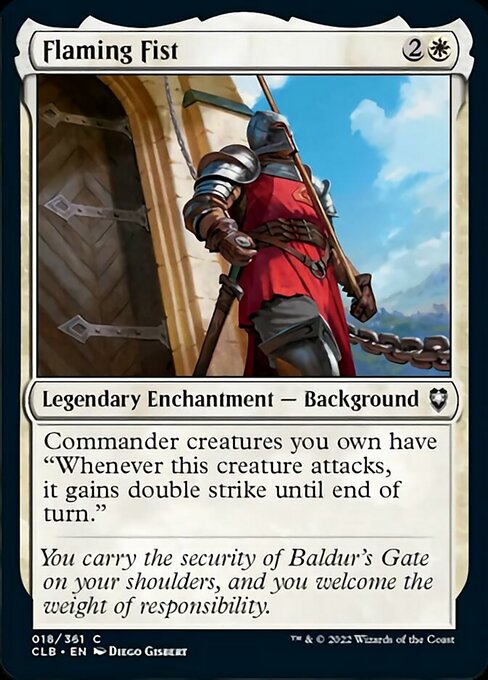 Flaming Fist 2
Legendary Enchantment — Background
Commander creatures you own have
“Whenever this creature attacks,
it gains double strike until end of
turn.”
You carry the security of Baldur’s Gate
on your shoulders, and you welcome the
weight of responsibility.
018/361 C
CLB • EN Diego Gisbert
™ & © 2022 Wizards of the Coast